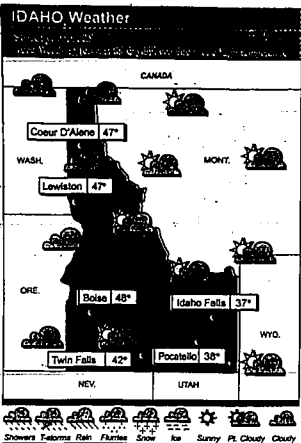 IDAHO Weather
CANADA
Coeur D'Alene 47°
WASH.
MONT.
Lewiston 47°
ORE.
Boise 48°
Idaho Falls 37°
WYO.
Twin Falls 42°
Pocatello 38°
NEV.
UTAH
Showers T-storms Rain Flurries Snow Ice Sunny Pt. Cloudy Cloudy